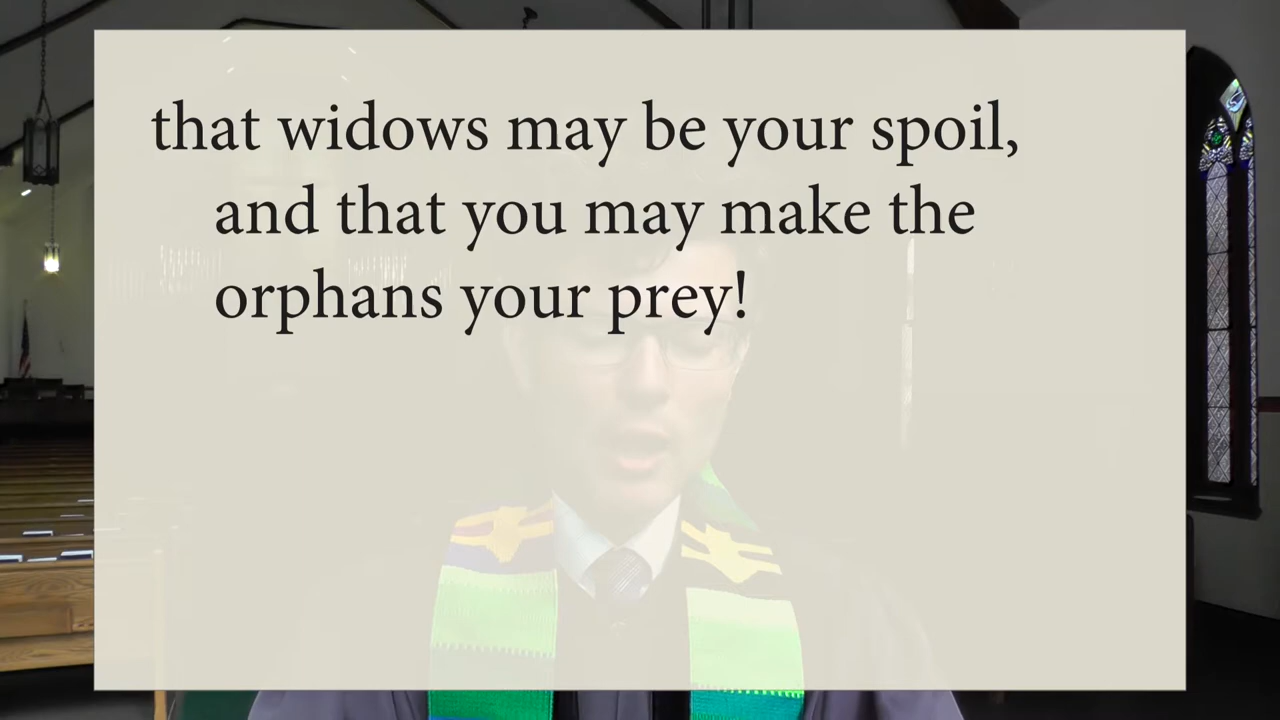 that widows may be your spoil,
and that you may make the
orphans your prey!